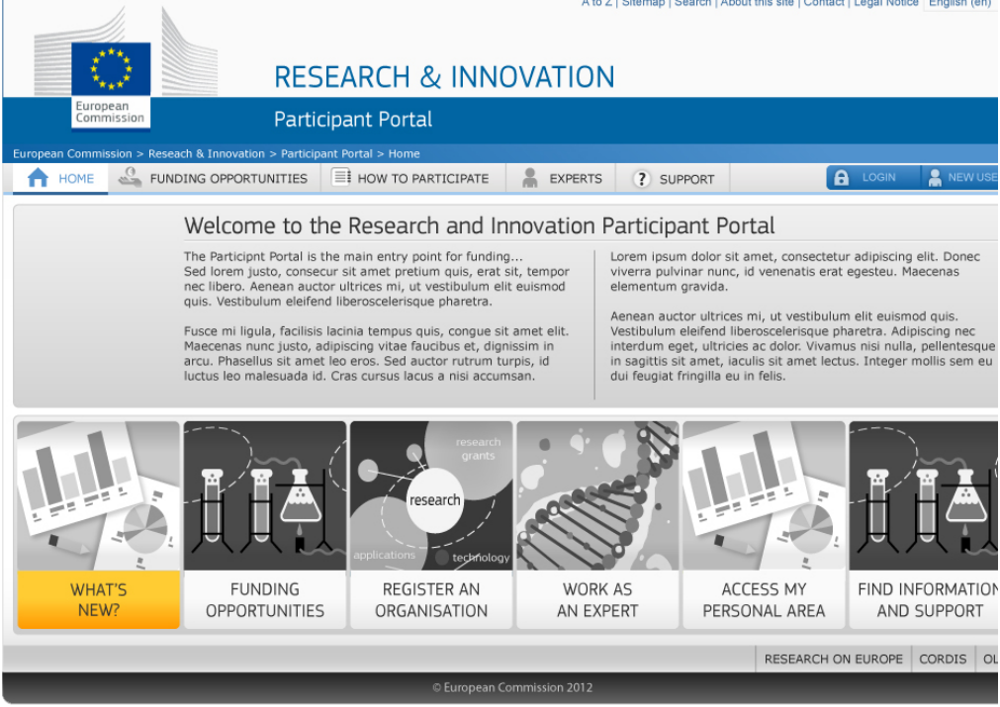 A to Z | Sitemap | Search | About this site | Contact | Legal Notice English (en)
RESEARCH & INNOVATION
European
Commission
Participant Portal
European Commission > Reseach & Innovation > Participant Portal > Home
HOME FUNDING OPPORTUNITIES HOW TO PARTICIPATE EXPERTS ? SUPPORT LOGIN NEW USE
Welcome to the Research and Innovation Participant Portal
The Participnt Portal is the main entry point for funding...
Sed lorem justo, consecur sit amet pretium quis, erat sit, tempor
nec libero. Aenean auctor ultrices mi, ut vestibulum elit euismod
quis. Vestibulum eleifend liberoscelerisque pharetra.
Fusce mi ligula, facilisis lacinia tempus quis, congue sit amet elit.
Maecenas nunc justo, adipiscing vitae faucibus et, dignissim in
arcu. Phasellus sit amet leo eros. Sed auctor rutrum turpis, id
luctus leo malesuada id. Cras cursus lacus a nisi accumsan.
Lorem ipsum dolor sit amet, consectetur adipiscing elit. Donec
viverra pulvinar nunc, id venenatis erat egesteu. Maecenas
elementum gravida.
Aenean auctor ultrices mi, ut vestibulum elit euismod quis.
Vestibulum eleifend liberoscelerisque pharetra. Adipiscing nec
interdum eget, ultricies ac dolor. Vivamus nisi nulla, pellentesque
in sagittis sit amet, iaculis sit amet lectus. Integer mollis sem eu
dui feugiat fringilla eu in felis.
research
grants
research
applications
technology
WHAT'S
NEW?
FUNDING
OPPORTUNITIES
REGISTER AN
ORGANISATION
WORK AS
AN EXPERT
ACCESS MY
PERSONAL AREA
FIND INFORMATION
AND SUPPORT
RESEARCH ON EUROPE CORDIS OL
© European Commission 2012